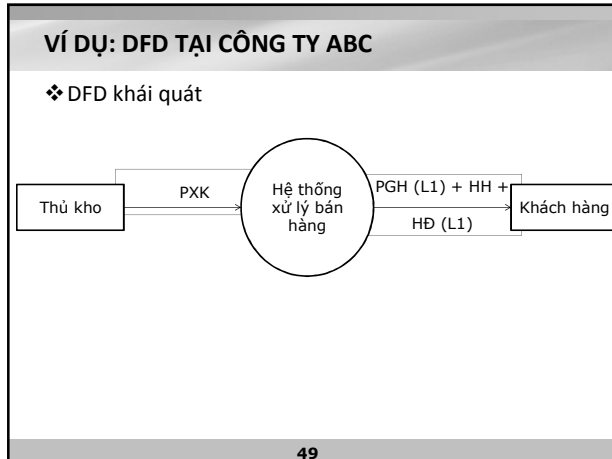 VÍ DỤ: DFD TẠI CÔNG TY ABC
❖DFD khái quát
Thủ kho
PXK
Hệ thống
xử lý bán
hàng
PGH (L1) + HH +
HĐ (L1)
Khách hàng
49